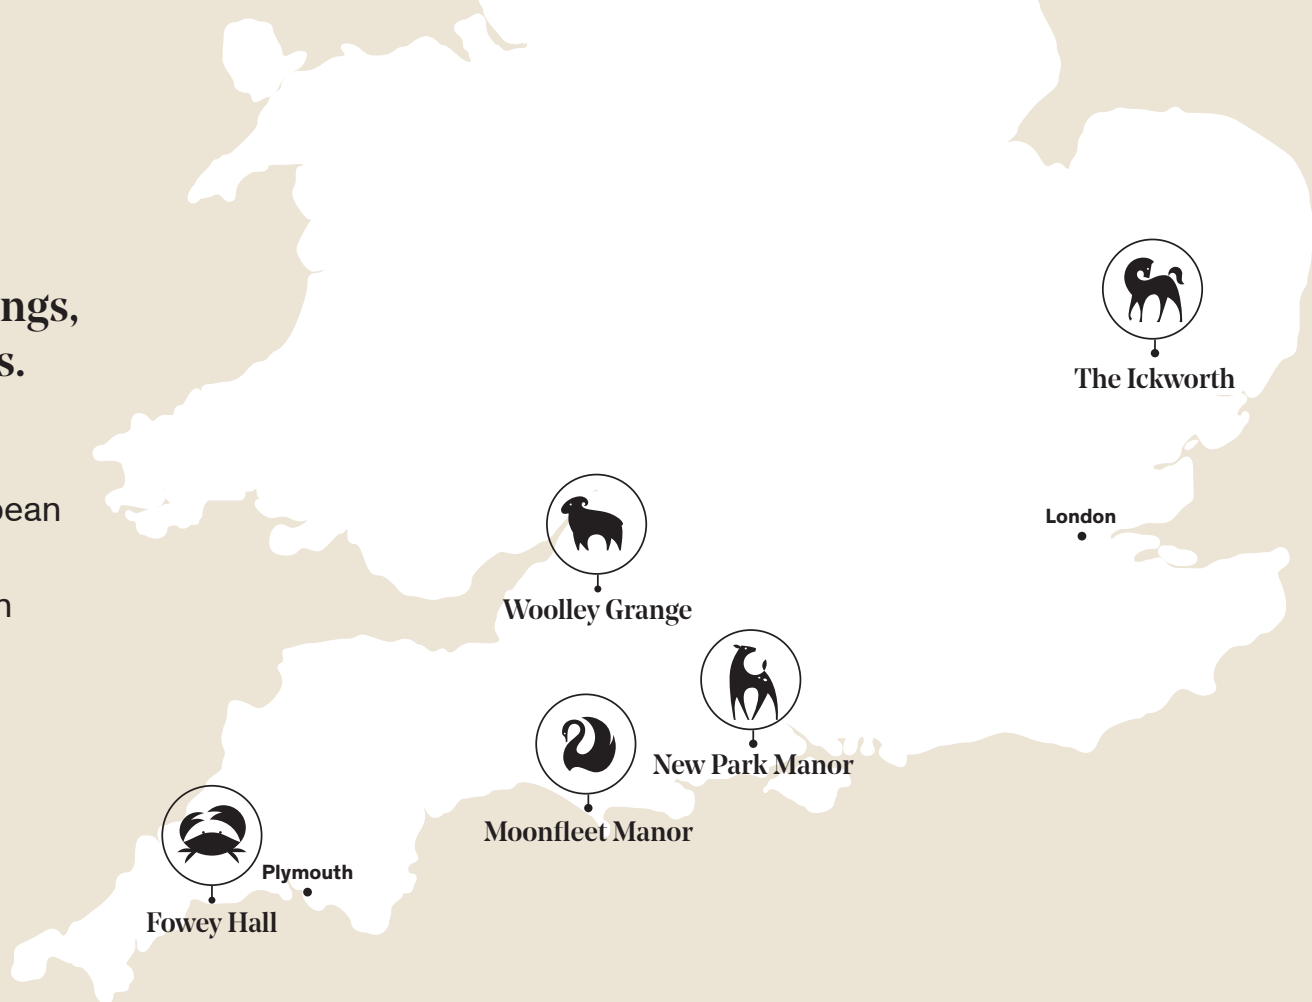 ngs,
s.
The Ickworth
pean
London
n
Woolley Grange
New Park Manor
Moonfleet Manor
Plymouth
Fowey Hall